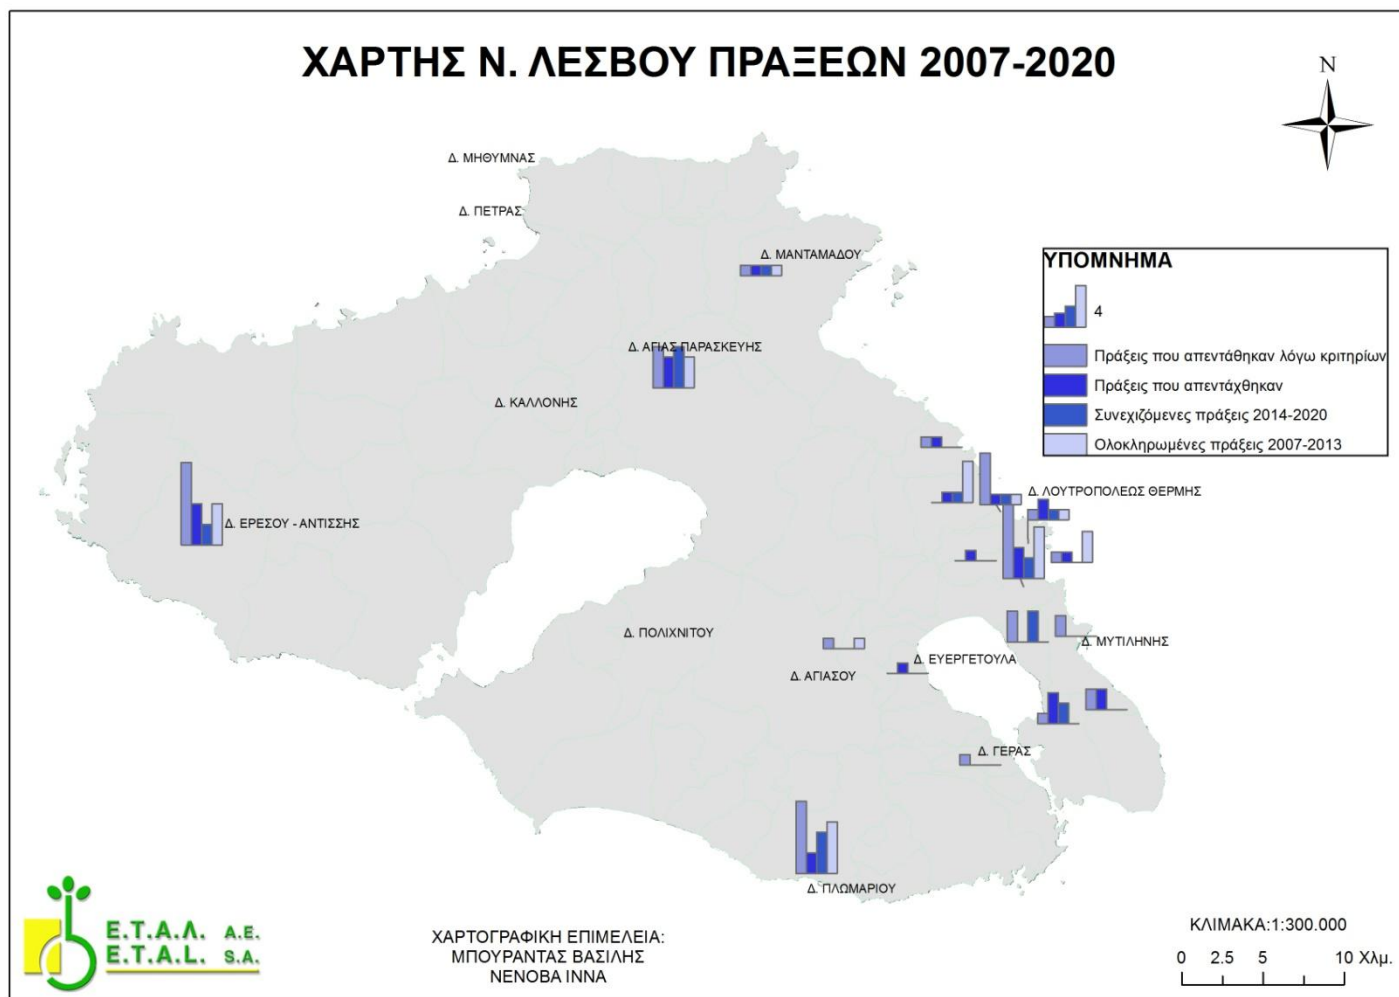 ΧΑΡΤΗΣ Ν. ΛΕΣΒΟΥ ΠΡΑΞΕΩΝ 2007-2020
N
Δ. ΜΗΘΥΜΝΑΣ
Δ. ΠΕΤΡΑΣ
Δ. ΜΑΝΤΑΜΑΔΟΥ
ΥΠΟΜΝΗΜΑ
4
Πράξεις που απεντάθηκαν λόγω κριτηρίων
Πράξεις που απεντάχθηκαν
Συνεχιζόμενες πράξεις 2014-2020
Ολοκληρωμένες πράξεις 2007-2013
Δ. ΑΓΙΑΣ ΠΑΡΑΣΚΕΥΗΣ
Δ. ΚΑΛΛΟΝΗΣ
Δ. ΛΟΥΤΡΟΠΟΛΕΩΣ ΘΕΡΜΗΣ
Δ. ΕΡΕΣΟΥ - ΑΝΤΙΣΣΗΣ
Δ. ΠΟΛΙΧΝΙΤΟΥ
Δ. ΜΥΤΙΛΗΝΗΣ
Δ. ΕΥΕΡΓΕΤΟΥΛΑ
Δ. ΑΓΙΑΣΟΥ
Δ. ΓΕΡΑΣ
Δ. ΠΛΩΜΑΡΙΟΥ
Ε.Τ.Α.Λ. Α.Ε.
E.T.A.L. S.A.
ΧΑΡΤΟΓΡΑΦΙΚΗ ΕΠΙΜΕΛΕΙΑ:
ΜΠΟΥΡΑΝΤΑΣ ΒΑΣΙΛΗΣ
ΝΕΝΟΒΑ ΙΝΝΑ
ΚΛΙΜΑΚΑ:1:300.000
0 2.5 5 10 Χλμ.